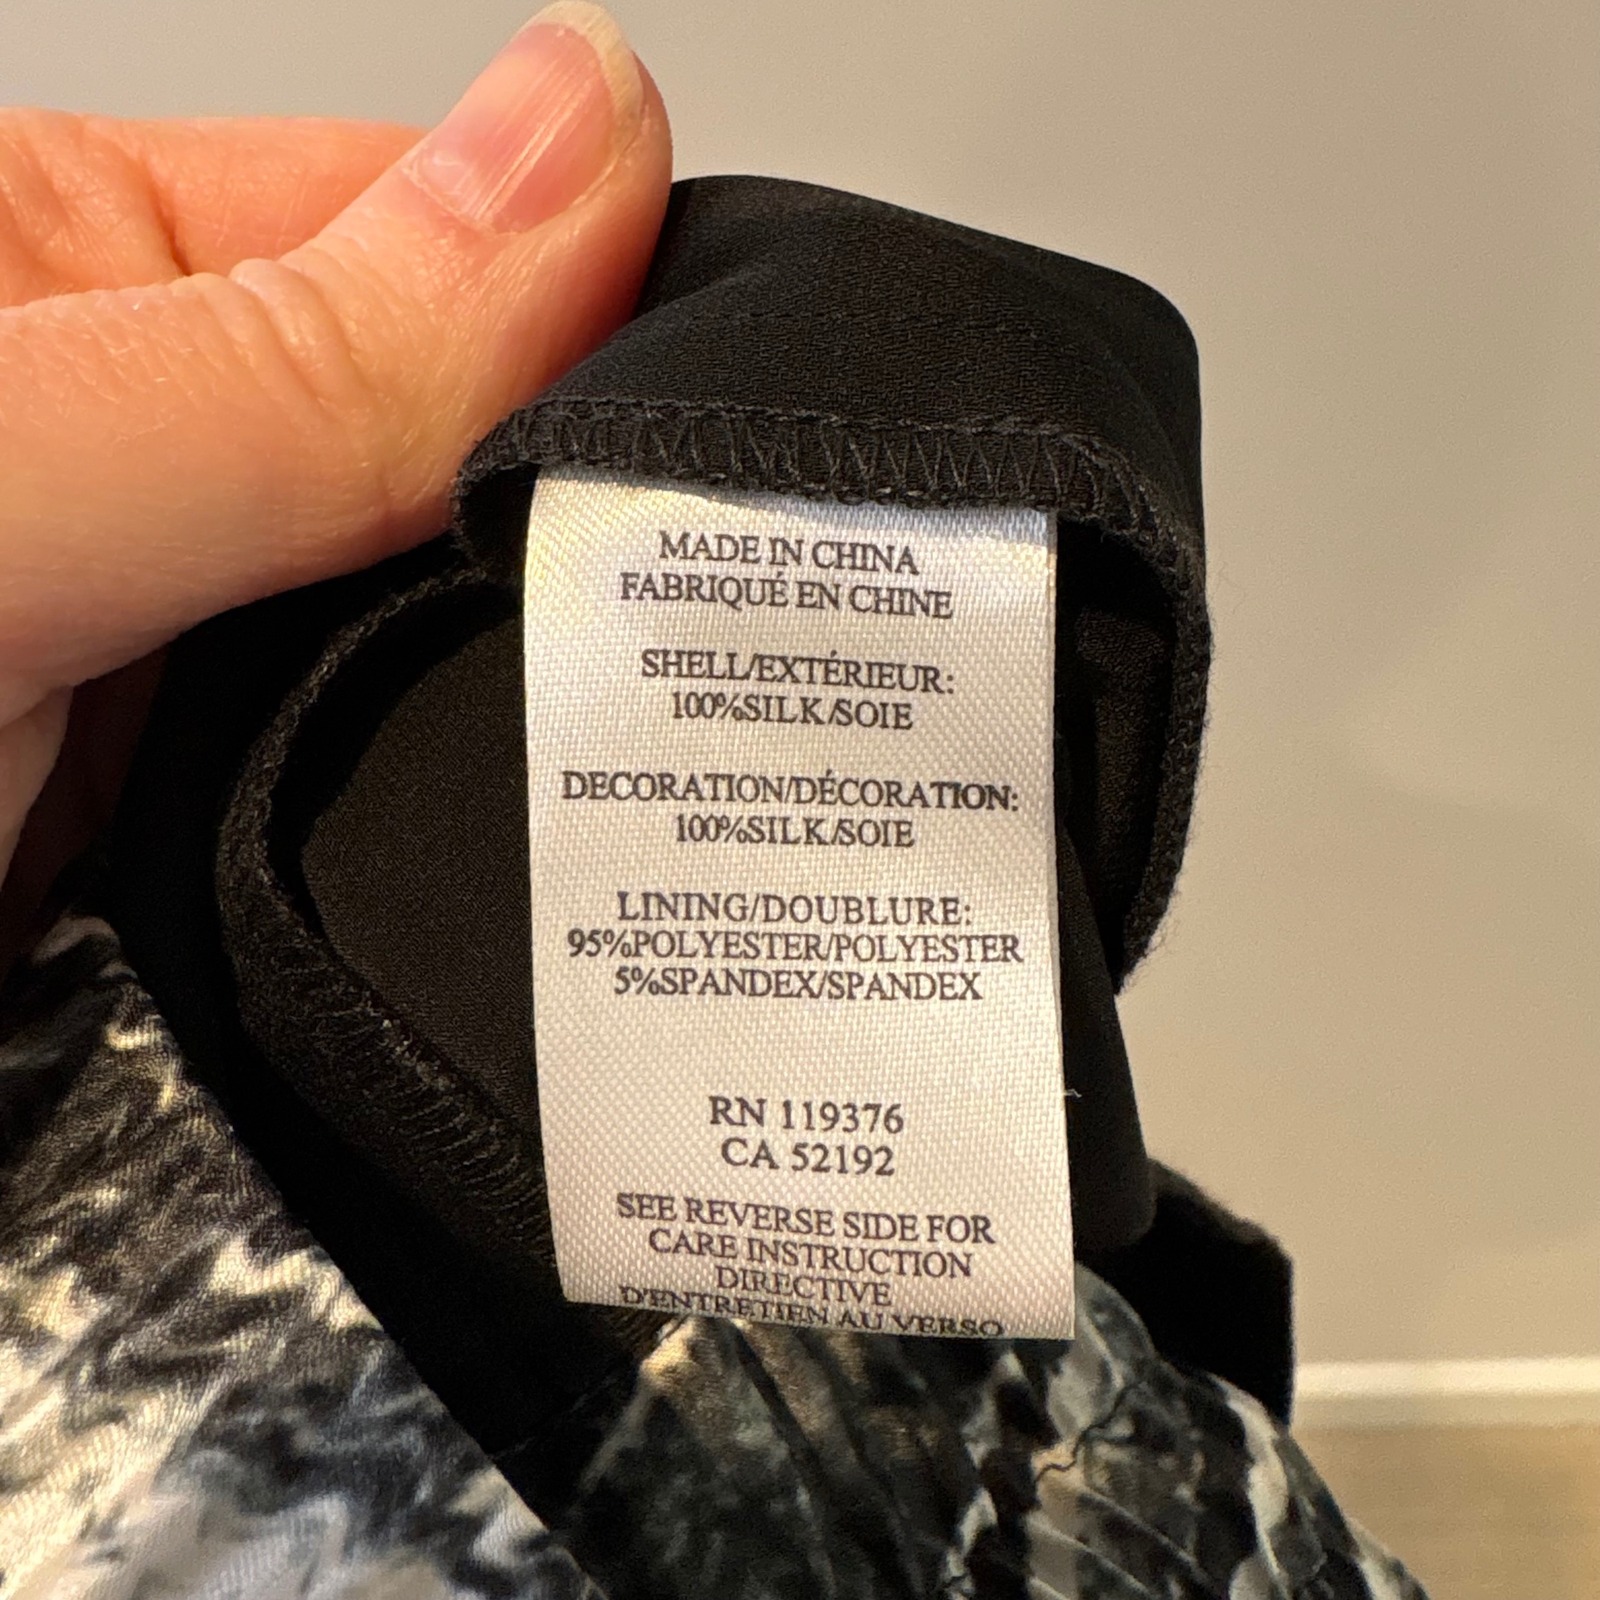 MADE IN CHINA
FABRIQUÉ EN CHINE
SHELL/EXTÉRIEUR:
100%SILK/SOIE
DECORATION/DÉCORATION:
100%SILK/SOIE
LINING/DOUBLURE:
95%POLYESTER/POLYESTER
5%SPANDEX/SPANDEX
RN 119376
CA 52192
SEE REVERSE SIDE FOR
CARE INSTRUCTION
DIRECTIVE
D'ENTRETIEN AU VERSO